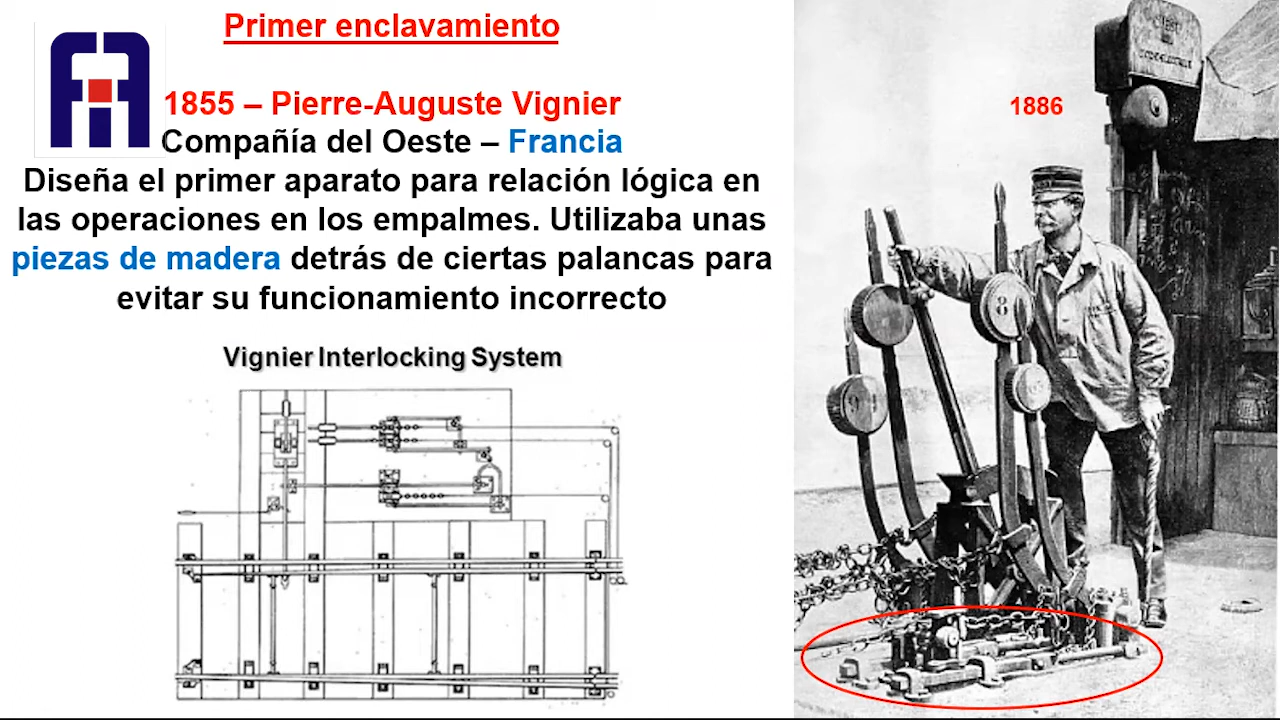 Primer enclavamiento
1855 – Pierre-Auguste Vignier
Compañía del Oeste – Francia
Diseña el primer aparato para relación lógica en
las operaciones en los empalmes. Utilizaba unas
piezas de madera detrás de ciertas palancas para
evitar su funcionamiento incorrecto
Vignier Interlocking System
1886
8